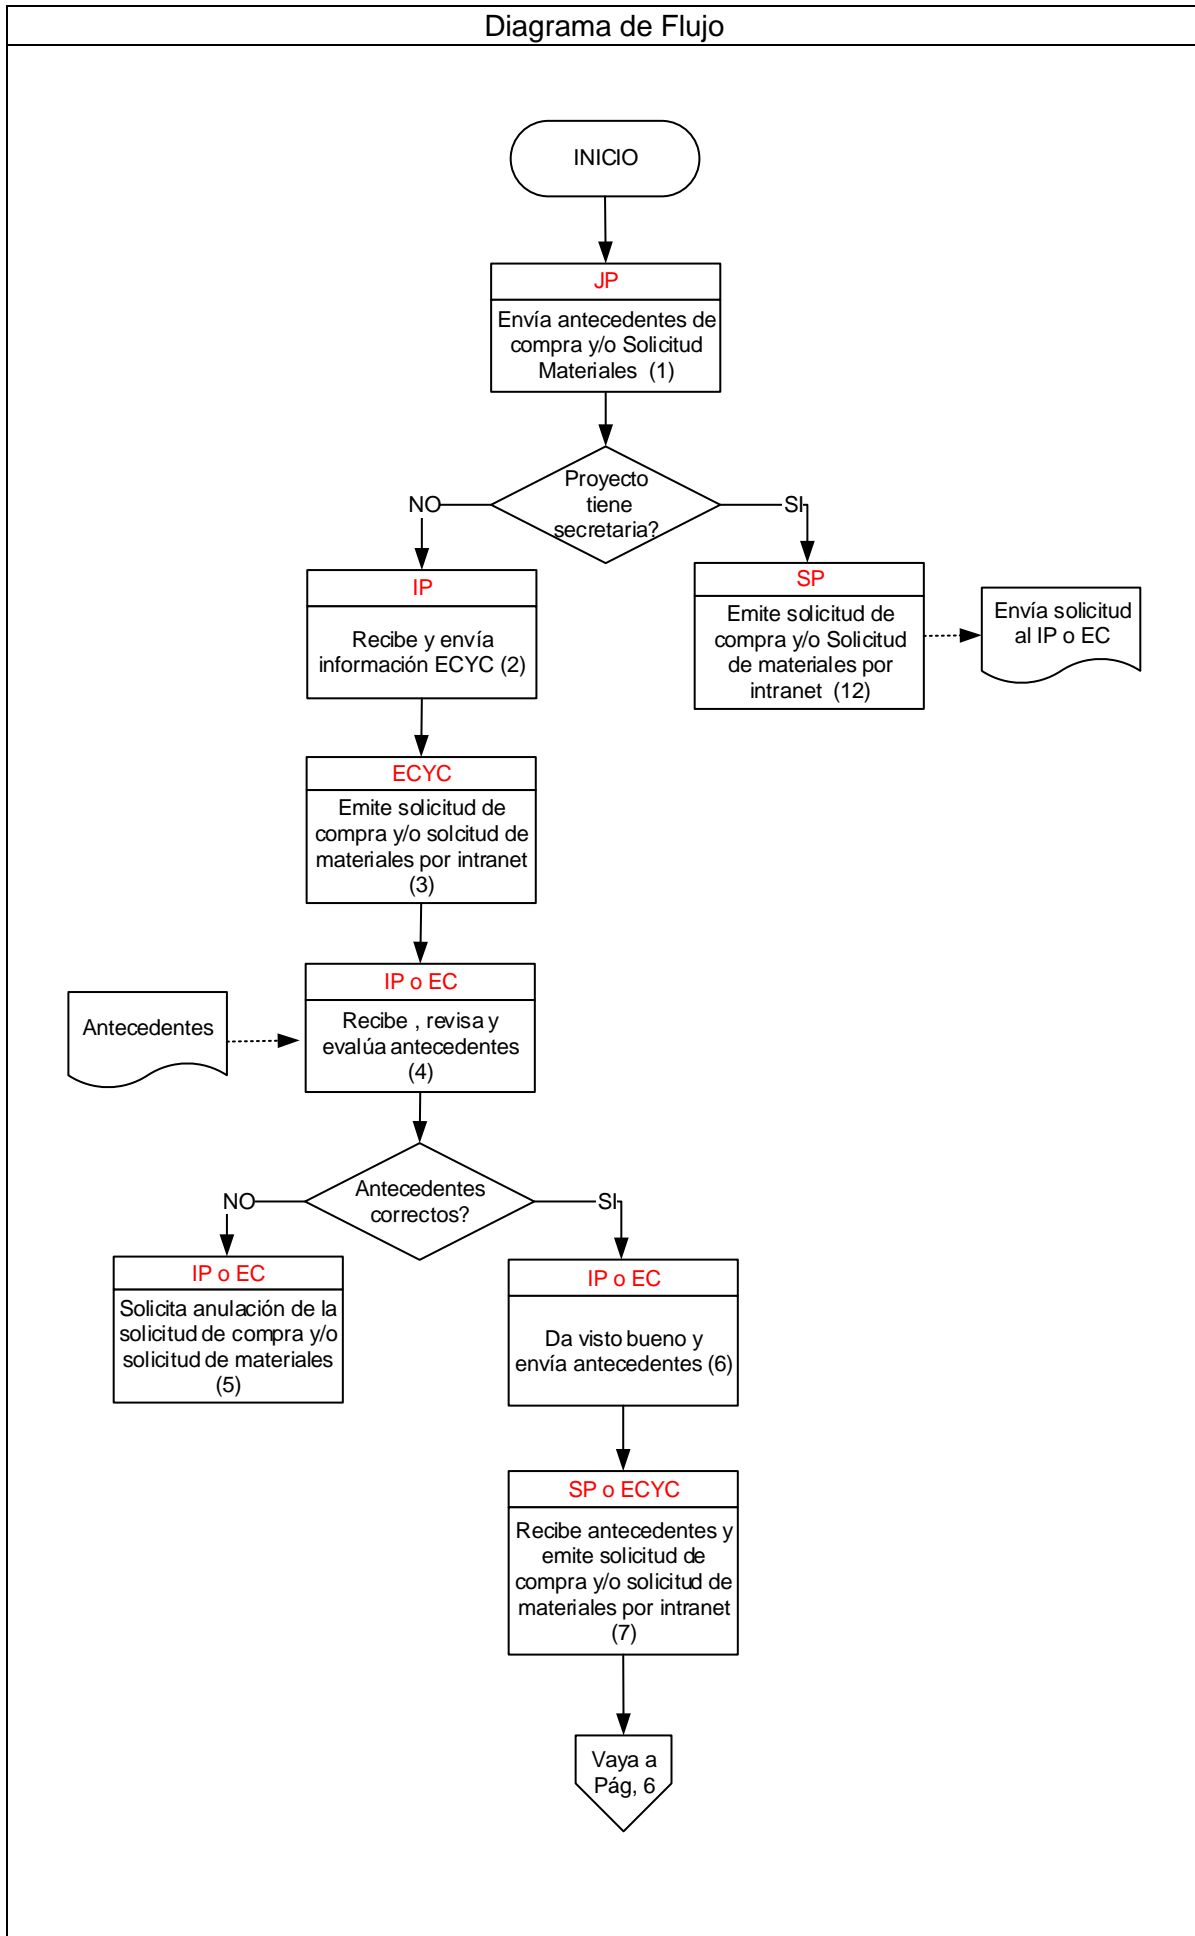 Diagrama de Flujo
INICIO
JP
Envía antecedentes de
compra y/o Solicitud
Materiales (1)
Proyecto
tiene
secretaria?
NO
SI
IP
Recibe y envía
información ECYC (2)
SP
Emite solicitud de
compra y/o Solicitud
de materiales por
intranet (12)
Envía solicitud
al IP o EC
ECYC
Emite solicitud de
compra y/o solcitud de
materiales por intranet
(3)
Antecedentes
IP o EC
Recibe , revisa y
evalúa antecedentes
(4)
Antecedentes
correctos?
NO
SI
IP o EC
Solicita anulación de la
solicitud de compra y/o
solicitud de materiales
(5)
IP o EC
Da visto bueno y
envía antecedentes (6)
SP o ECYC
Recibe antecedentes y
emite solicitud de
compra y/o solicitud de
materiales por intranet
(7)
Vaya a
Pág, 6